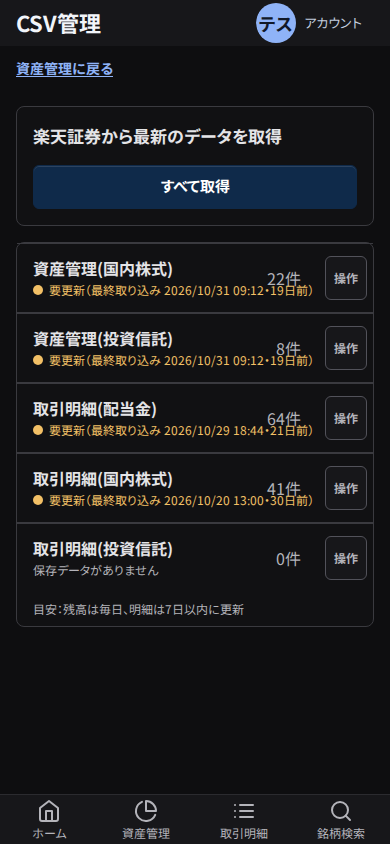 CSV管理
テス アカウント
資産管理に戻る
楽天証券から最新のデータを取得
すべて取得
資産管理(国内株式)
22件
操作
要更新(最終取り込み 2026/10/31 09:12・19日前)
資産管理(投資信託)
8件
操作
要更新(最終取り込み 2026/10/31 09:12・19日前)
取引明細(配当金)
64件
操作
要更新(最終取り込み 2026/10/29 18:44・21日前)
取引明細(国内株式)
41件
操作
要更新(最終取り込み 2026/10/20 13:00・30日前)
取引明細(投資信託)
0件
操作
保存データがありません
目安：残高は毎日、明細は7日以内に更新
ホーム 資産管理 取引明細 銘柄検索